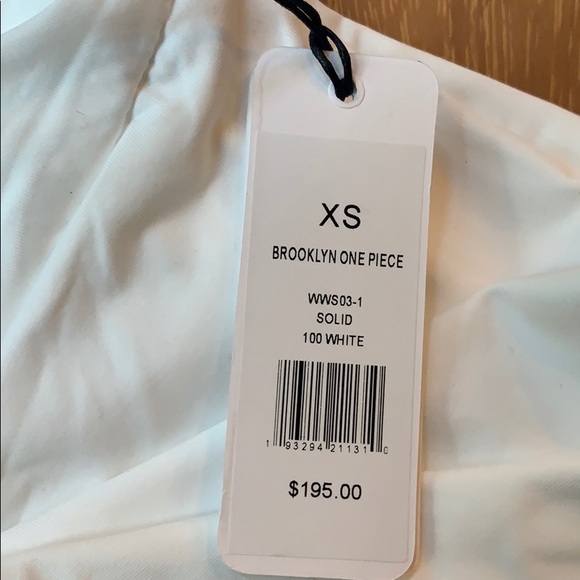 XS
BROOKLYN ONE PIECE
WWS03-1
SOLID
100 WHITE
1 93294 21131 0
$195.00